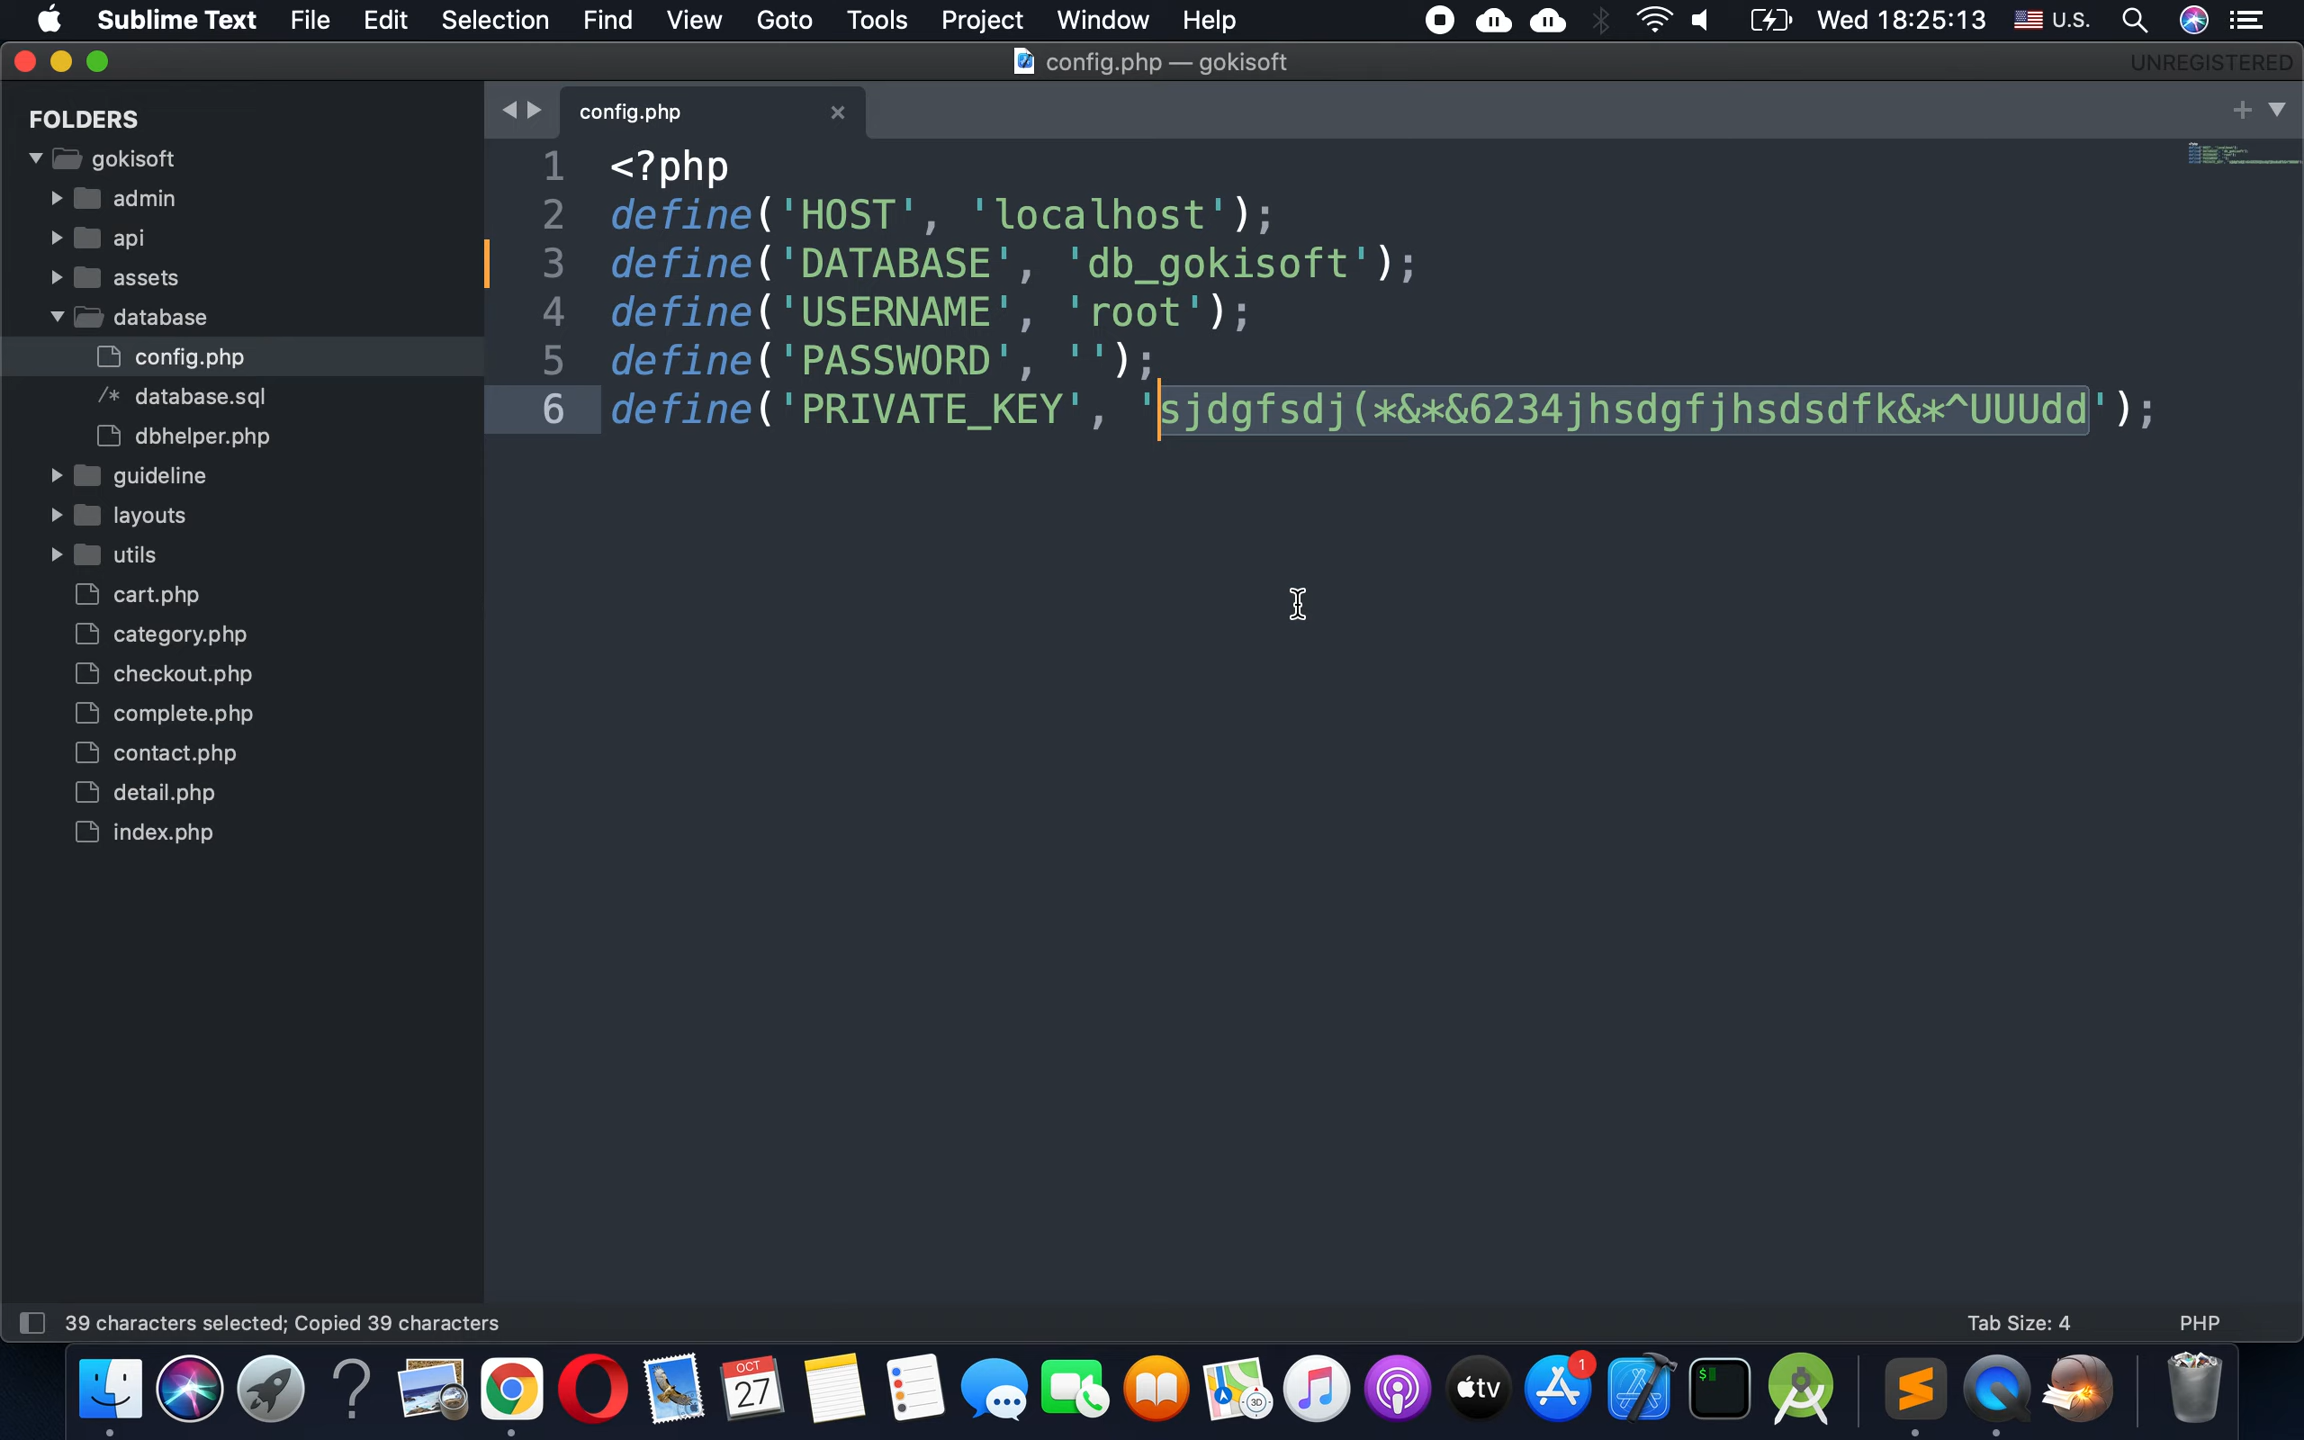 Sublime Text File Edit Selection Find View Goto Tools Project Window Help Wed 18:25:13 U.S.
config.php — gokisoft UNREGISTERED
FOLDERS
gokisoft
admin
api
assets
database
config.php
/* database.sql
dbhelper.php
guideline
layouts
utils
cart.php
category.php
checkout.php
complete.php
contact.php
detail.php
index.php
config.php
1 <?php
2 define('HOST', 'localhost');
3 define('DATABASE', 'db_gokisoft');
4 define('USERNAME', 'root');
5 define('PASSWORD', '');
6 define('PRIVATE_KEY', 'sjdgfsdj(*&*&6234jhsdgfjhsdsdfk&*^UUUdd');
39 characters selected; Copied 39 characters Tab Size: 4 PHP
OCT
27
3D
tv
1
$